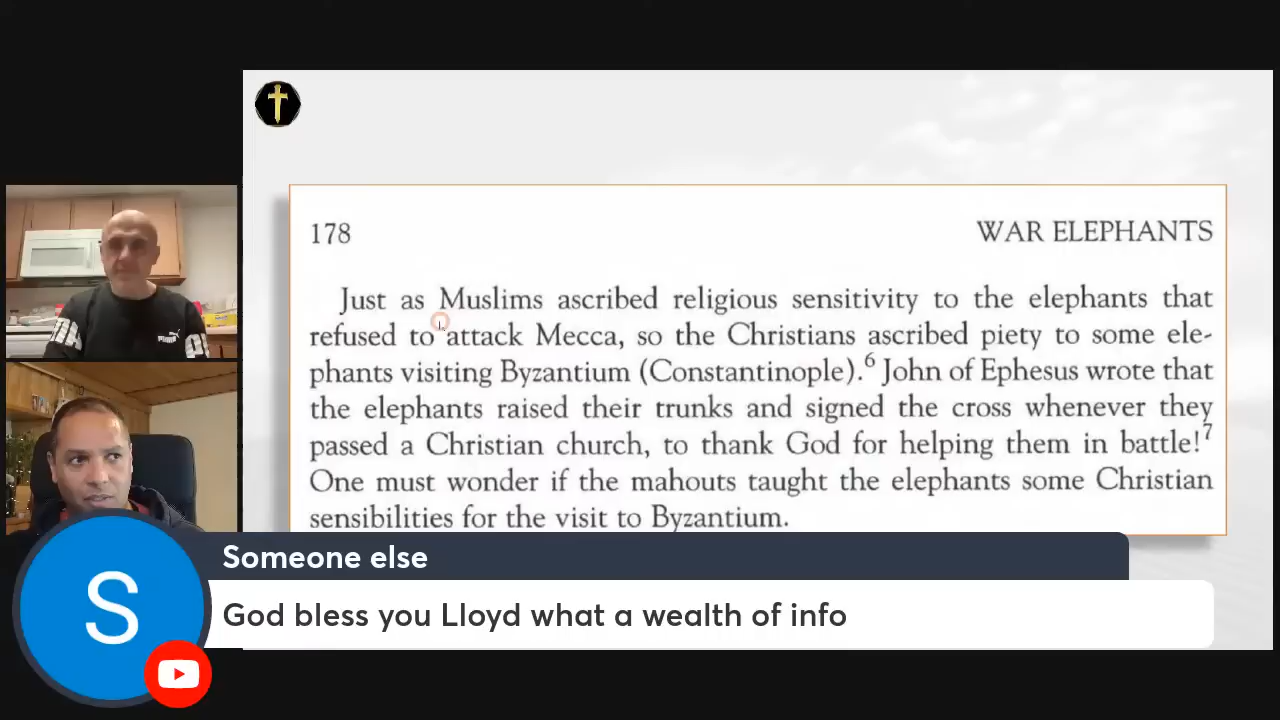 178
WAR ELEPHANTS
Just as Muslims ascribed religious sensitivity to the elephants that
refused to attack Mecca, so the Christians ascribed piety to some ele-
phants visiting Byzantium (Constantinople).6 John of Ephesus wrote that
the elephants raised their trunks and signed the cross whenever they
passed a Christian church, to thank God for helping them in battle!7
One must wonder if the mahouts taught the elephants some Christian
sensibilities for the visit to Byzantium.
PUMA
Someone else
S
God bless you Lloyd what a wealth of info